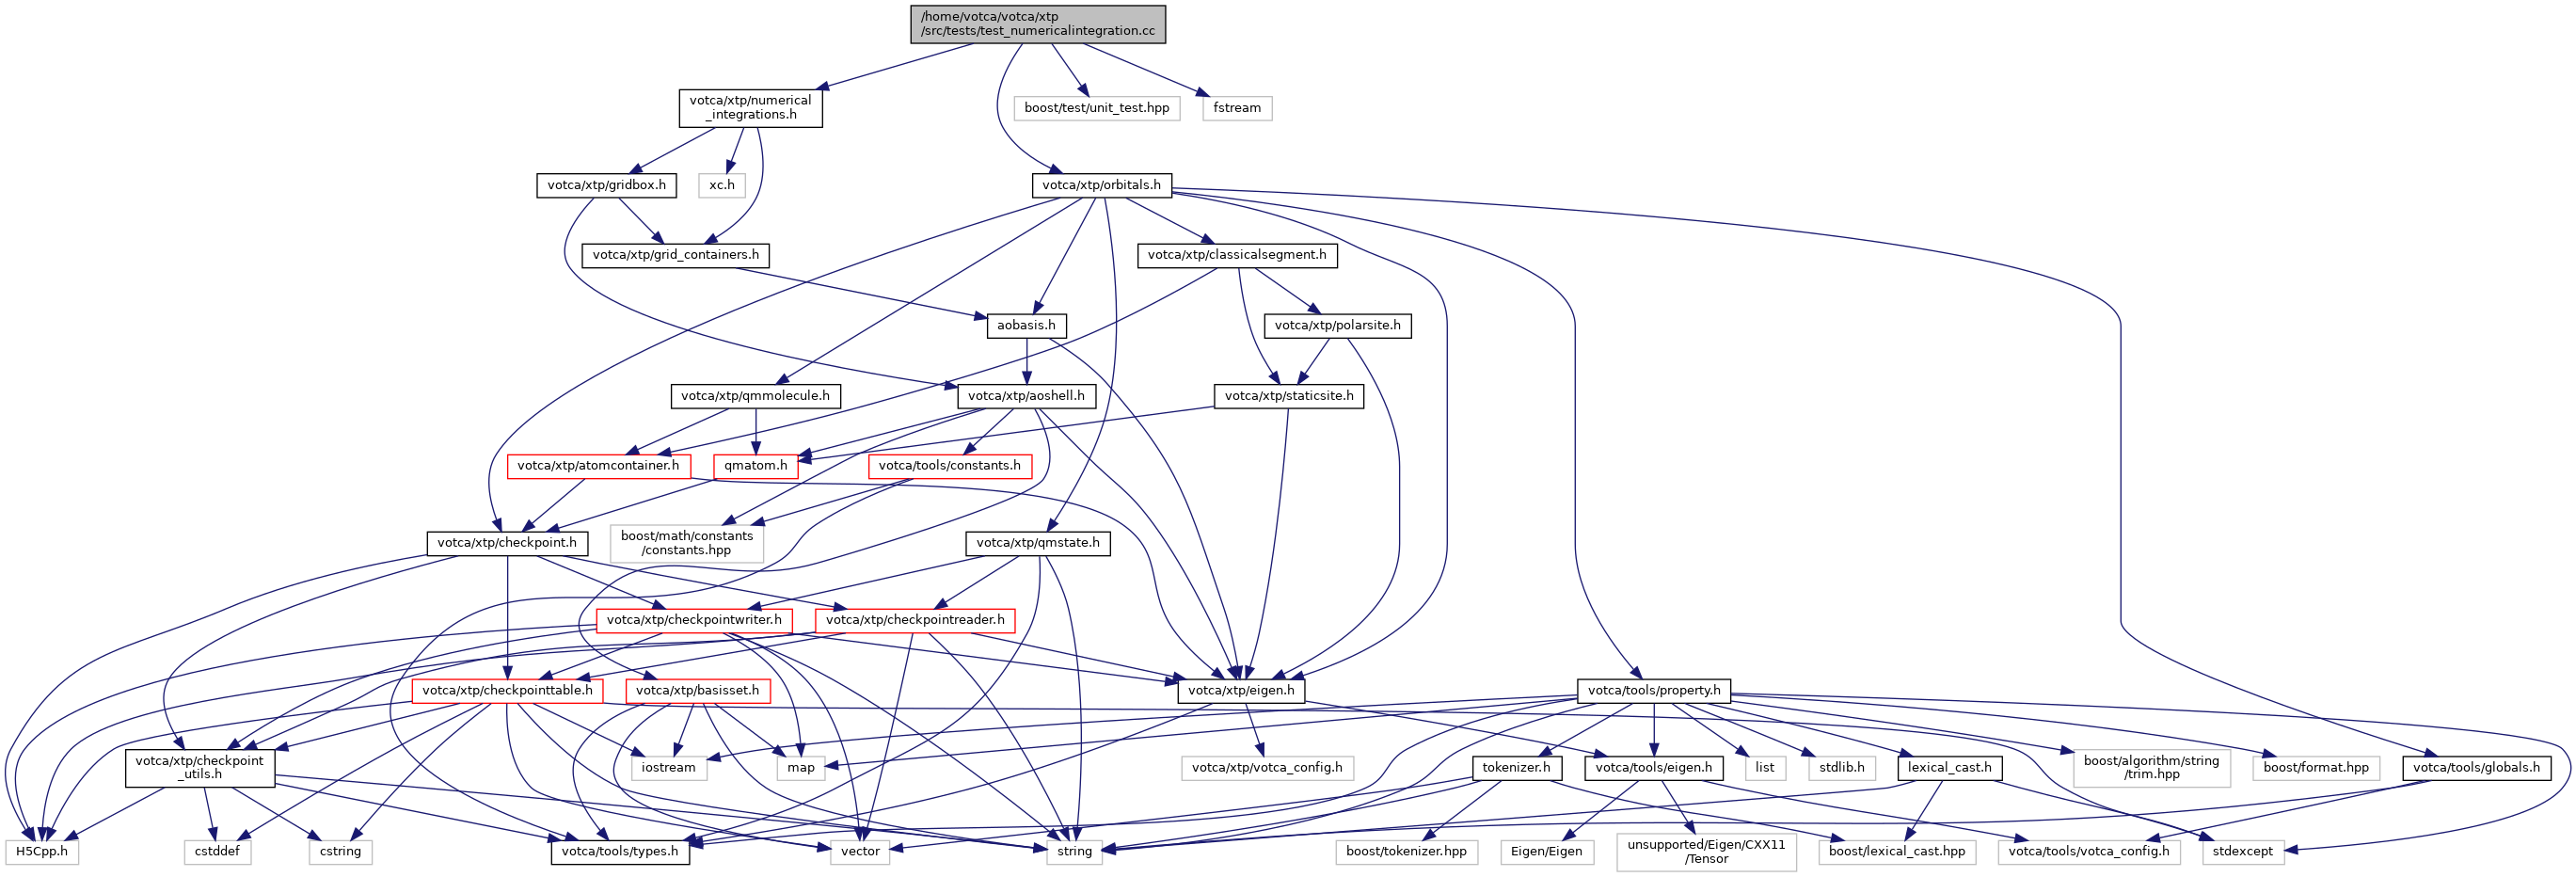 /home/votca/votca/xtp
/src/tests/test_numericalintegration.cc
votca/xtp/numerical
_integrations.h
boost/test/unit_test.hpp
fstream
votca/xtp/gridbox.h
xc.h
votca/xtp/orbitals.h
votca/xtp/grid_containers.h
votca/xtp/classicalsegment.h
aobasis.h
votca/xtp/polarsite.h
votca/xtp/qmmolecule.h
votca/xtp/aoshell.h
votca/xtp/staticsite.h
votca/xtp/atomcontainer.h
qmatom.h
votca/tools/constants.h
votca/xtp/checkpoint.h
boost/math/constants
/constants.hpp
votca/xtp/qmstate.h
votca/xtp/checkpointwriter.h
votca/xtp/checkpointreader.h
votca/xtp/checkpointtable.h
votca/xtp/basisset.h
votca/xtp/eigen.h
votca/tools/property.h
votca/xtp/checkpoint
_utils.h
iostream
map
votca/xtp/votca_config.h
tokenizer.h
votca/tools/eigen.h
list
stdlib.h
lexical_cast.h
boost/algorithm/string
/trim.hpp
boost/format.hpp
votca/tools/globals.h
H5Cpp.h
cstddef
cstring
votca/tools/types.h
vector
string
boost/tokenizer.hpp
Eigen/Eigen
unsupported/Eigen/CXX11
/Tensor
boost/lexical_cast.hpp
votca/tools/votca_config.h
stdexcept